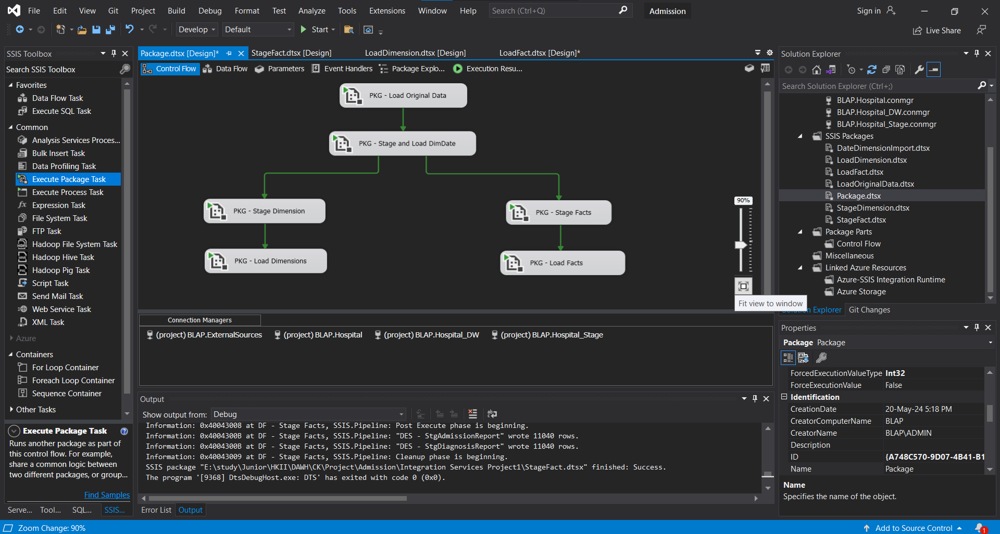 File Edit View Git Project Build Debug Format Test Analyze Tools Extensions Window Help Search (Ctrl+Q) Admission Sign in
Develop Default Start Live Share
SSIS Toolbox
Search SSIS Toolbox
Favorites
Data Flow Task
Execute SQL Task
Common
Analysis Services Proces...
Bulk Insert Task
Data Profiling Task
Execute Package Task
Execute Process Task
Expression Task
File System Task
FTP Task
Hadoop File System Task
Hadoop Hive Task
Hadoop Pig Task
Script Task
Send Mail Task
Web Service Task
XML Task
Azure
Containers
For Loop Container
Foreach Loop Container
Sequence Container
Other Tasks
Execute Package Task
Runs another package as part of
this control flow. For example,
share a common logic between
two different packages, or group...
Find Samples
Serve... Tool... SQL... SSIS...
Package.dtsx [Design]* StageFact.dtsx [Design] LoadDimension.dtsx [Design] LoadFact.dtsx [Design]*
Control Flow Data Flow Parameters Event Handlers Package Explo... Execution Resu...
PKG - Load Original Data
PKG - Stage and Load DimDate
PKG - Stage Dimension
PKG - Stage Facts
PKG - Load Dimensions
PKG - Load Facts
90%
Fit view to window
Connection Managers
(project) BLAP.ExternalSources (project) BLAP.Hospital (project) BLAP.Hospital_DW (project) BLAP.Hospital_Stage
Output
Show output from: Debug
Information: 0x40043008 at DF - Stage Facts, SSIS.Pipeline: Post Execute phase is beginning.
Information: 0x4004300B at DF - Stage Facts, SSIS.Pipeline: "DES - StgAdmissionReport" wrote 11040 rows.
Information: 0x4004300B at DF - Stage Facts, SSIS.Pipeline: "DES - StgDiagnosisReport" wrote 11040 rows.
Information: 0x40043009 at DF - Stage Facts, SSIS.Pipeline: Cleanup phase is beginning.
SSIS package "E:\study\Junior\HKII\DAWH\CK\Project\Admission\Integration Services Project1\StageFact.dtsx" finished: Success.
The program '[9368] DtsDebugHost.exe: DTS' has exited with code 0 (0x0).
Error List Output
Solution Explorer
Search Solution Explorer (Ctrl+;)
BLAP.Hospital.conmgr
BLAP.Hospital_DW.conmgr
BLAP.Hospital_Stage.conmgr
SSIS Packages
DateDimensionImport.dtsx
LoadDimension.dtsx
LoadFact.dtsx
LoadOriginalData.dtsx
Package.dtsx
StageDimension.dtsx
StageFact.dtsx
Package Parts
Control Flow
Miscellaneous
Linked Azure Resources
Azure-SSIS Integration Runtime
Azure Storage
Solution Explorer Git Changes
Properties
Package Package
ForcedExecutionValueType Int32
ForceExecutionValue False
Identification
CreationDate 20-May-24 5:18 PM
CreatorComputerName BLAP
CreatorName BLAP\ADMIN
Description
ID {A748C570-9D07-4B41-B1
Name Package
Name
Specifies the name of the object.
Zoom Change: 90% Add to Source Control 1